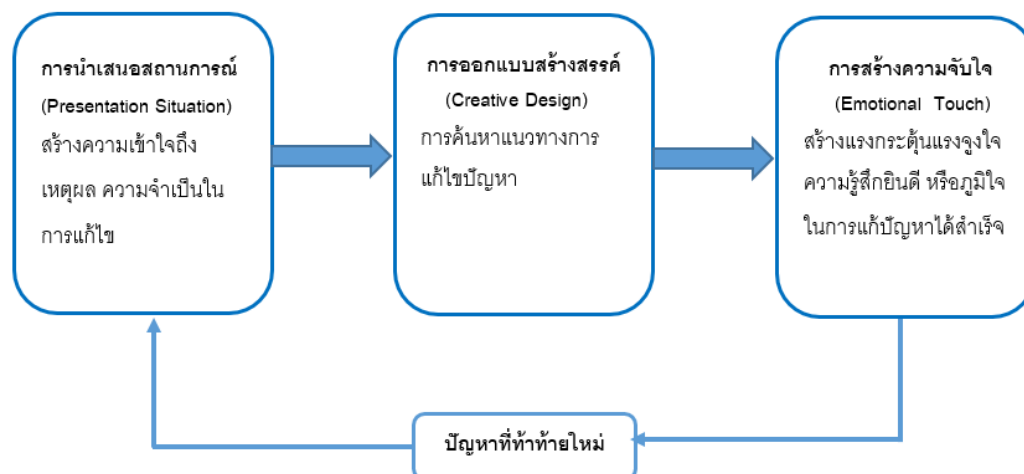 การนำเสนอสถานการณ์
(Presentation Situation)
สร้างความเข้าใจถึง
เหตุผล ความจำเป็นใน
การแก้ไข
การออกแบบสร้างสรรค์
(Creative Design)
การค้นหาแนวทางการ
แก้ไขปัญหา
การสร้างความจับใจ
(Emotional Touch)
สร้างแรงกระตุ้นแรงจูงใจ
ความรู้สึกยินดี หรือภูมิใจ
ในการแก้ปัญหาได้สำเร็จ
ปัญหาที่ท้าทายใหม่